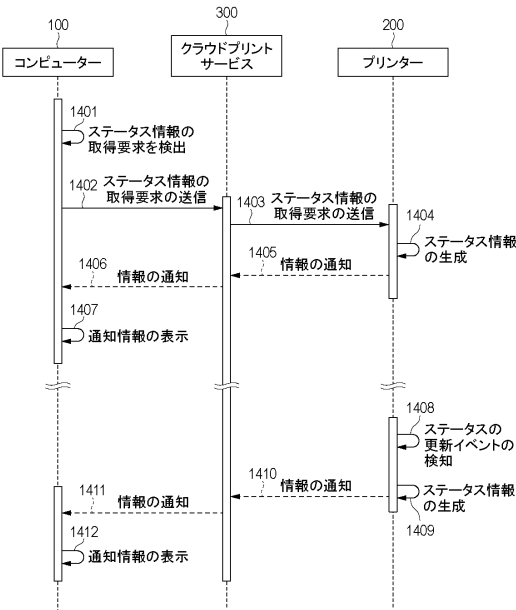 100
300
200
コンピューター
クラウドプリント
サービス
プリンター
1401
ステータス情報の
取得要求を検出
1402
ステータス情報の
取得要求の送信
1403
ステータス情報の
取得要求の送信
1404
ステータス情報
の生成
1405
情報の通知
1406
情報の通知
1407
通知情報の表示
1408
ステータスの
更新イベントの
検知
1410
情報の通知
ステータス情報
の生成
1409
1411
情報の通知
1412
通知情報の表示